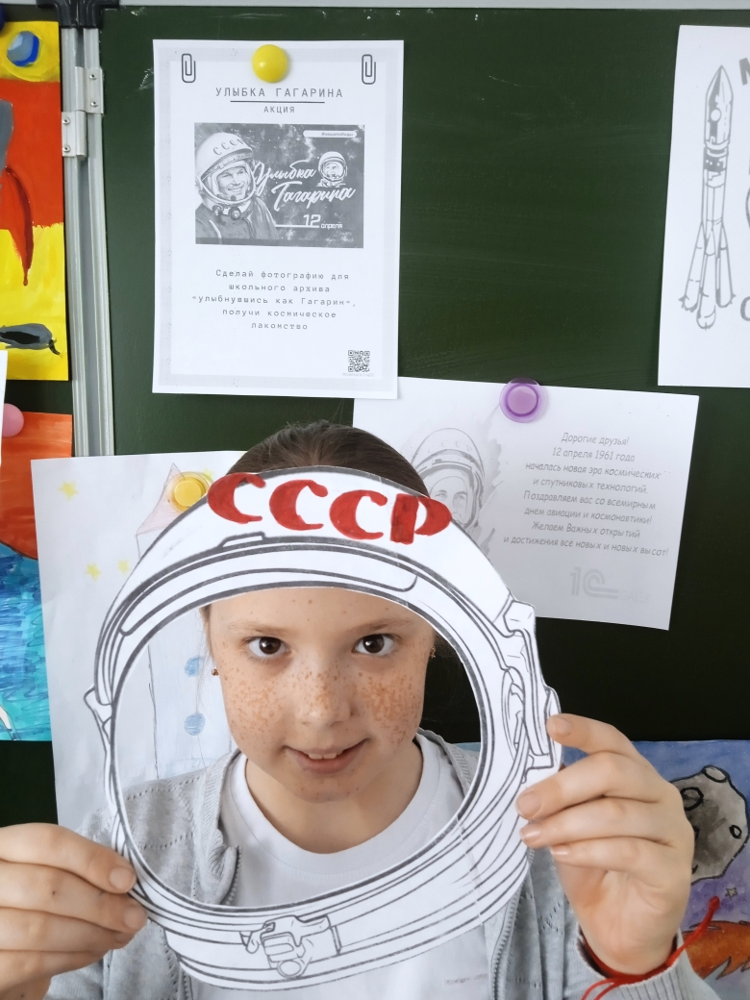 УЛЫБКА ГАГАРИНА
АКЦИЯ
СССР
Улыбка
Гагарина
12 апреля
Сделай фотографию для
школьного архива
«улыбнувшись как Гагарин»,
получи космическое
лакомство
Дорогие друзья!
12 апреля 1961 года
началась новая эра космических
и спутниковых технологий.
Поздравляем вас со всемирным
днем авиации и космонавтики!
Желаем Важных открытий
и достижения все новых и новых высот!
1С
СССР